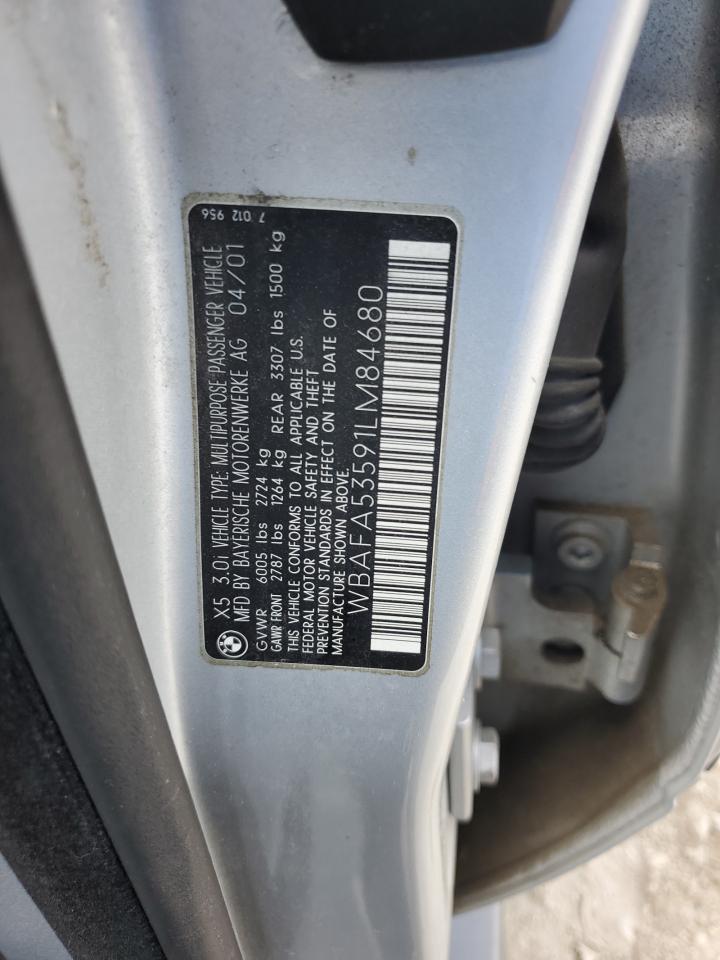 7 012 956
X5 3.0I VEHICLE TYPE: MULTIPURPOSE PASSENGER VEHICLE
MFD BY BAYERISCHE MOTORENWERKE AG 04/01
GVWR 6005 lbs 2724 kg
GAWR FRONT 2787 lbs 1264 kg REAR 3307 lbs 1500 kg
THIS VEHICLE CONFORMS TO ALL APPLICABLE U.S.
FEDERAL MOTOR VEHICLE SAFETY AND THEFT
PREVENTION STANDARDS IN EFFECT ON THE DATE OF
MANUFACTURE SHOWN ABOVE.
WBAFA53591LM84680